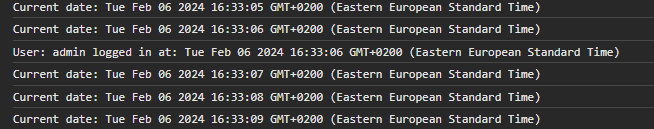 Current date: Tue Feb 06 2024 16:33:05 GMT+0200 (Eastern European Standard Time)
Current date: Tue Feb 06 2024 16:33:06 GMT+0200 (Eastern European Standard Time)
User: admin logged in at: Tue Feb 06 2024 16:33:06 GMT+0200 (Eastern European Standard Time)
Current date: Tue Feb 06 2024 16:33:07 GMT+0200 (Eastern European Standard Time)
Current date: Tue Feb 06 2024 16:33:08 GMT+0200 (Eastern European Standard Time)
Current date: Tue Feb 06 2024 16:33:09 GMT+0200 (Eastern European Standard Time)